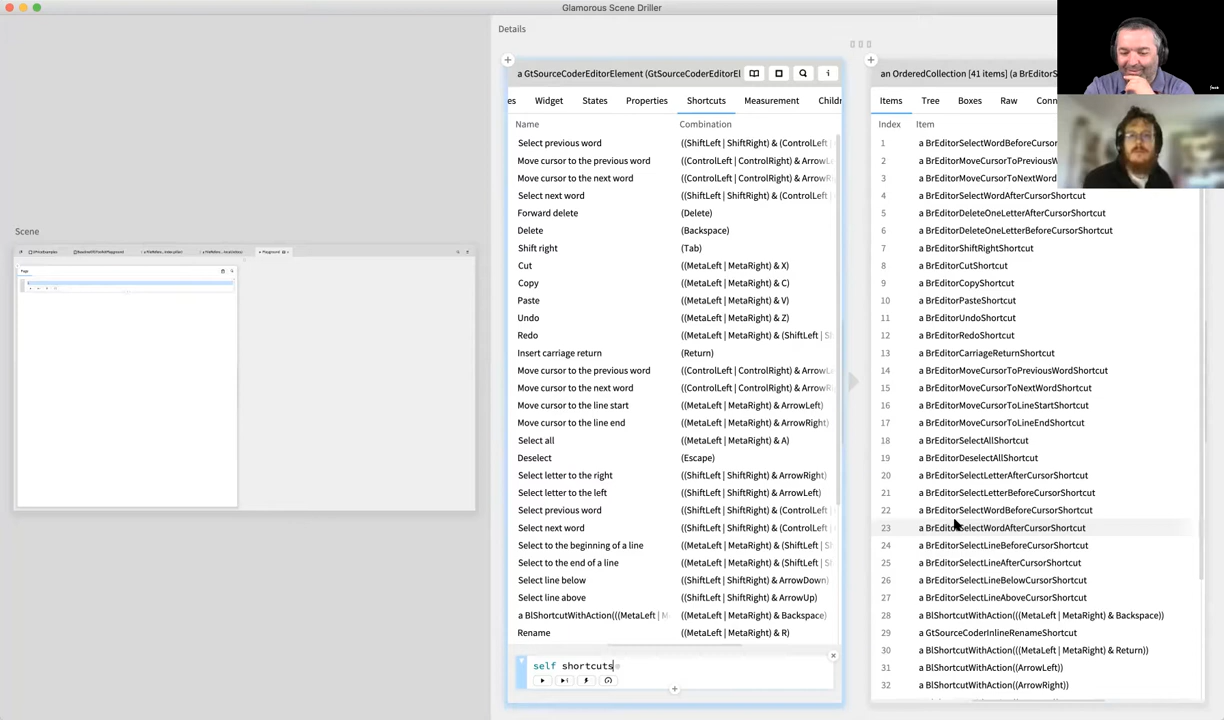 Glamorous Scene Driller
Details
Scene
a GtSourceCoderEditorElement (GtSourceCoderEditorEl
es Widget States Properties Shortcuts Measurement Childr
Name Combination
Select previous word ((ShiftLeft | ShiftRight) & (ControlLeft |
Move cursor to the previous word ((ControlLeft | ControlRight) & ArrowL
Move cursor to the next word ((ControlLeft | ControlRight) & ArrowR
Select next word ((ShiftLeft | ShiftRight) & (ControlLeft |
Forward delete (Delete)
Delete (Backspace)
Shift right (Tab)
Cut ((MetaLeft | MetaRight) & X)
Copy ((MetaLeft | MetaRight) & C)
Paste ((MetaLeft | MetaRight) & V)
Undo ((MetaLeft | MetaRight) & Z)
Redo ((MetaLeft | MetaRight) & (ShiftLeft | S
Insert carriage return (Return)
Move cursor to the previous word ((ControlLeft | ControlRight) & ArrowL
Move cursor to the next word ((ControlLeft | ControlRight) & ArrowR
Move cursor to the line start ((MetaLeft | MetaRight) & ArrowLeft)
Move cursor to the line end ((MetaLeft | MetaRight) & ArrowRight)
Select all ((MetaLeft | MetaRight) & A)
Deselect (Escape)
Select letter to the right ((ShiftLeft | ShiftRight) & ArrowRight)
Select letter to the left ((ShiftLeft | ShiftRight) & ArrowLeft)
Select previous word ((ShiftLeft | ShiftRight) & (ControlLeft |
Select next word ((ShiftLeft | ShiftRight) & (ControlLeft |
Select to the beginning of a line ((MetaLeft | MetaRight) & (ShiftLeft | S
Select to the end of a line ((MetaLeft | MetaRight) & (ShiftLeft | S
Select line below ((ShiftLeft | ShiftRight) & ArrowDown)
Select line above ((ShiftLeft | ShiftRight) & ArrowUp)
a BlShortcutWithAction(((MetaLeft | M ((MetaLeft | MetaRight) & Backspace)
Rename ((MetaLeft | MetaRight) & R)
self shortcuts
an OrderedCollection [41 items] (a BrEditorS
Items Tree Boxes Raw Conn
Index Item
1 a BrEditorSelectWordBeforeCursor
2 a BrEditorMoveCursorToPreviousW
3 a BrEditorMoveCursorToNextWord
4 a BrEditorSelectWordAfterCursorShortcut
5 a BrEditorDeleteOneLetterAfterCursorShortcut
6 a BrEditorDeleteOneLetterBeforeCursorShortcut
7 a BrEditorShiftRightShortcut
8 a BrEditorCutShortcut
9 a BrEditorCopyShortcut
10 a BrEditorPasteShortcut
11 a BrEditorUndoShortcut
12 a BrEditorRedoShortcut
13 a BrEditorCarriageReturnShortcut
14 a BrEditorMoveCursorToPreviousWordShortcut
15 a BrEditorMoveCursorToNextWordShortcut
16 a BrEditorMoveCursorToLineStartShortcut
17 a BrEditorMoveCursorToLineEndShortcut
18 a BrEditorSelectAllShortcut
19 a BrEditorDeselectAllShortcut
20 a BrEditorSelectLetterAfterCursorShortcut
21 a BrEditorSelectLetterBeforeCursorShortcut
22 a BrEditorSelectWordBeforeCursorShortcut
23 a BrEditorSelectWordAfterCursorShortcut
24 a BrEditorSelectLineBeforeCursorShortcut
25 a BrEditorSelectLineAfterCursorShortcut
26 a BrEditorSelectLineBelowCursorShortcut
27 a BrEditorSelectLineAboveCursorShortcut
28 a BlShortcutWithAction(((MetaLeft | MetaRight) & Backspace))
29 a GtSourceCoderInlineRenameShortcut
30 a BlShortcutWithAction(((MetaLeft | MetaRight) & Return))
31 a BlShortcutWithAction((ArrowLeft))
32 a BlShortcutWithAction((ArrowRight))